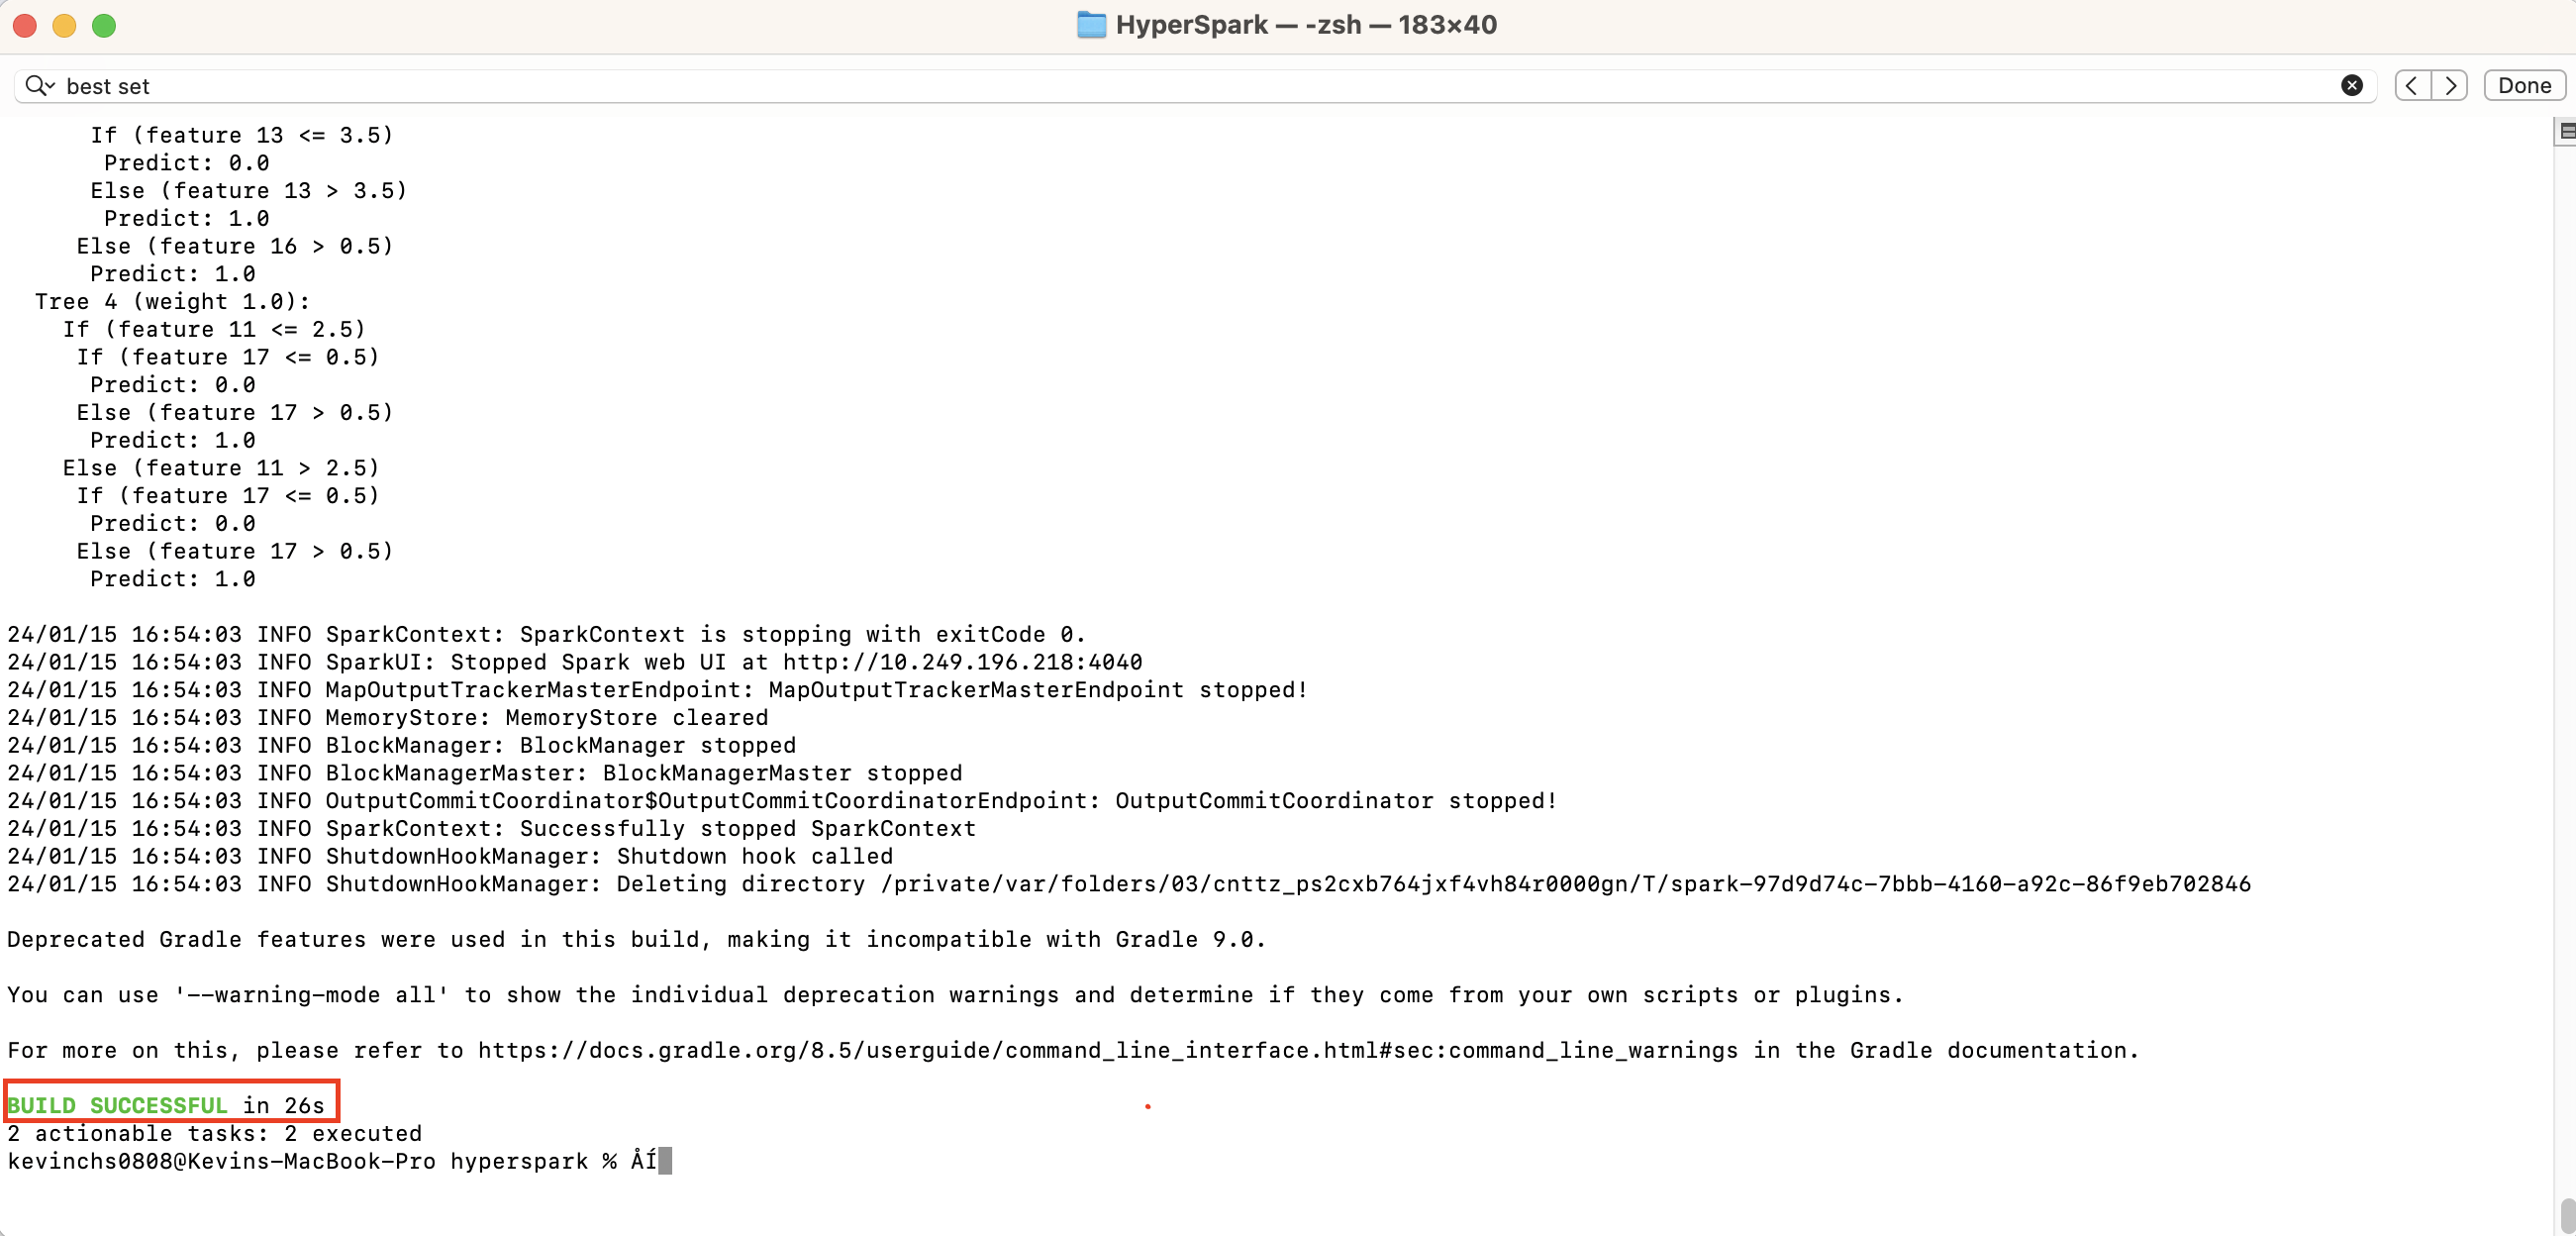 HyperSpark — -zsh — 183×40
best set
Done
If (feature 13 <= 3.5)
Predict: 0.0
Else (feature 13 > 3.5)
Predict: 1.0
Else (feature 16 > 0.5)
Predict: 1.0
Tree 4 (weight 1.0):
If (feature 11 <= 2.5)
If (feature 17 <= 0.5)
Predict: 0.0
Else (feature 17 > 0.5)
Predict: 1.0
Else (feature 11 > 2.5)
If (feature 17 <= 0.5)
Predict: 0.0
Else (feature 17 > 0.5)
Predict: 1.0
24/01/15 16:54:03 INFO SparkContext: SparkContext is stopping with exitCode 0.
24/01/15 16:54:03 INFO SparkUI: Stopped Spark web UI at http://10.249.196.218:4040
24/01/15 16:54:03 INFO MapOutputTrackerMasterEndpoint: MapOutputTrackerMasterEndpoint stopped!
24/01/15 16:54:03 INFO MemoryStore: MemoryStore cleared
24/01/15 16:54:03 INFO BlockManager: BlockManager stopped
24/01/15 16:54:03 INFO BlockManagerMaster: BlockManagerMaster stopped
24/01/15 16:54:03 INFO OutputCommitCoordinator$OutputCommitCoordinatorEndpoint: OutputCommitCoordinator stopped!
24/01/15 16:54:03 INFO SparkContext: Successfully stopped SparkContext
24/01/15 16:54:03 INFO ShutdownHookManager: Shutdown hook called
24/01/15 16:54:03 INFO ShutdownHookManager: Deleting directory /private/var/folders/03/cnttz_ps2cxb764jxf4vh84r0000gn/T/spark-97d9d74c-7bbb-4160-a92c-86f9eb702846
Deprecated Gradle features were used in this build, making it incompatible with Gradle 9.0.
You can use '--warning-mode all' to show the individual deprecation warnings and determine if they come from your own scripts or plugins.
For more on this, please refer to https://docs.gradle.org/8.5/userguide/command_line_interface.html#sec:command_line_warnings in the Gradle documentation.
BUILD SUCCESSFUL in 26s
2 actionable tasks: 2 executed
kevinchs0808@Kevins-MacBook-Pro hyperspark % ÅÍ